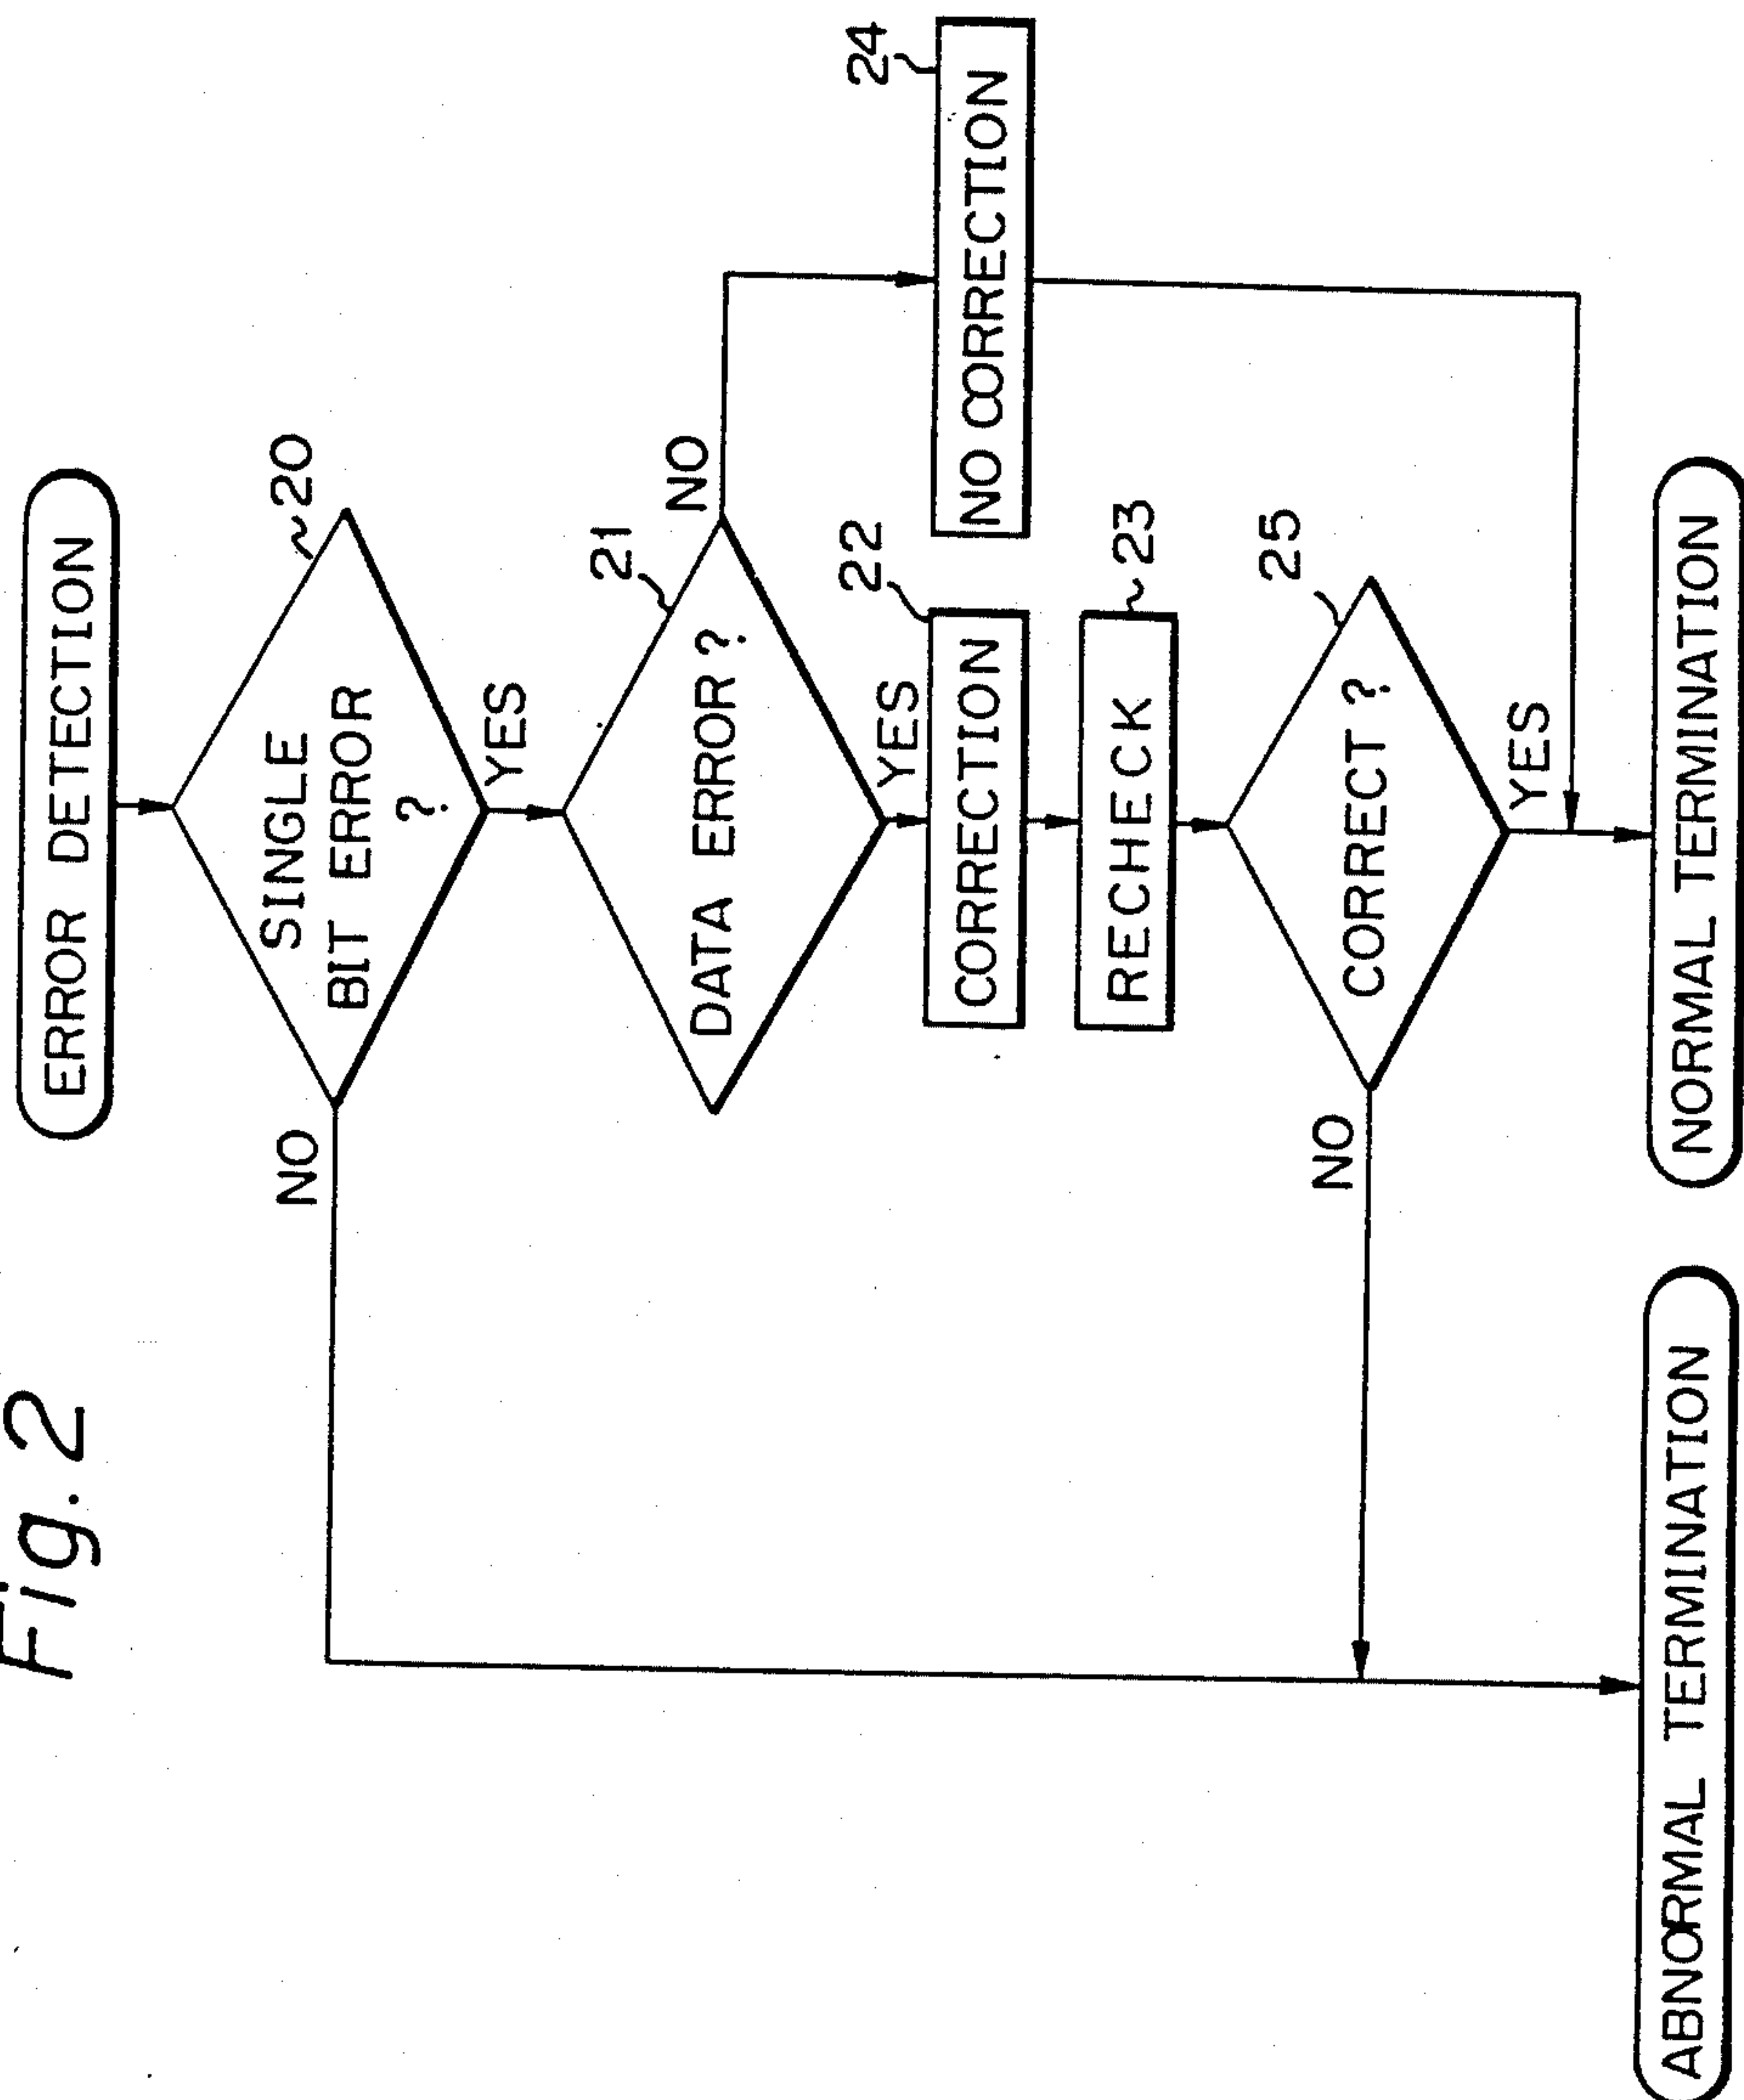 Fig. 2
ERROR DETECTION
20
SINGLE
BIT ERROR
?
NO
YES
21
DATA ERROR ?
NO
YES
22
CORRECTION
24
NO CORRECTION
23
RECHECK
25
CORRECT ?
NO
YES
ABNORMAL TERMINATION
NORMAL TERMINATION